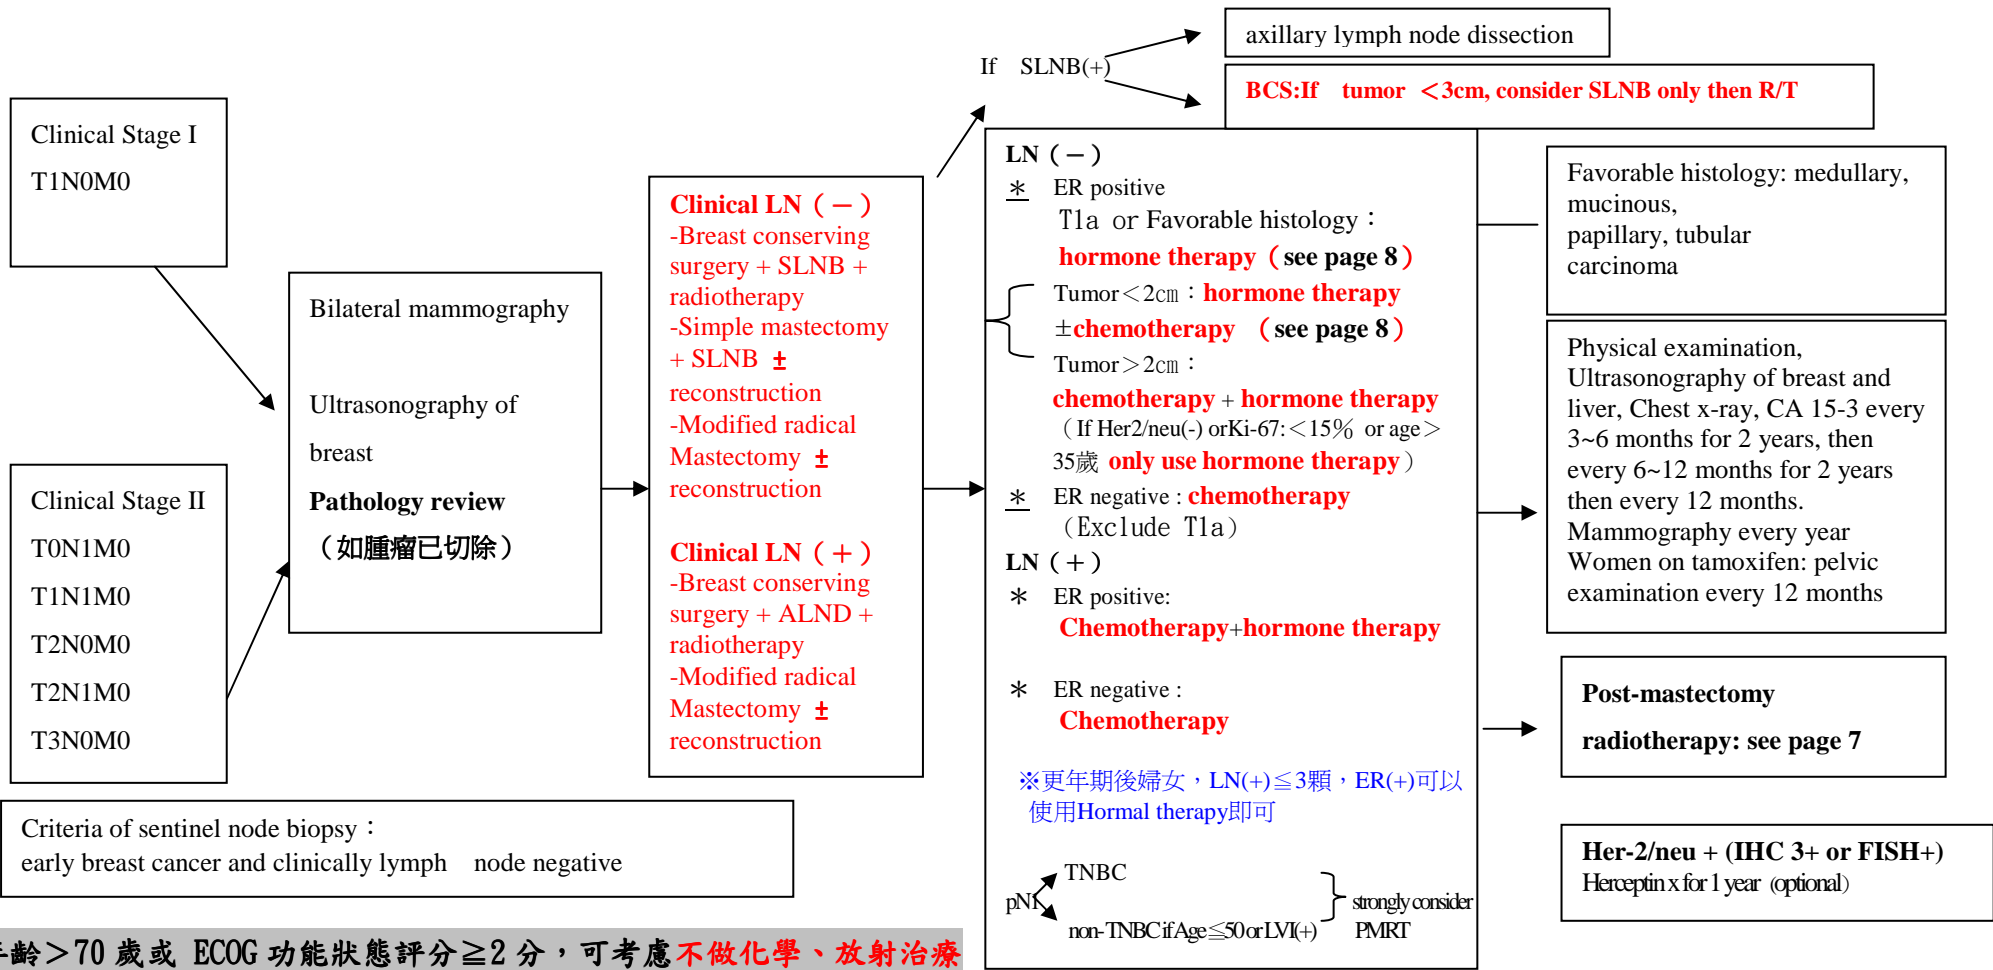 Clinical Stage I
T1N0M0
Clinical Stage II
T0N1M0
T1N1M0
T2N0M0
T2N1M0
T3N0M0
Bilateral mammography
Ultrasonography of
breast
Pathology review
（如腫瘤已切除）
Clinical LN（－）
-Breast conserving
surgery + SLNB +
radiotherapy
-Simple mastectomy
+ SLNB ±
reconstruction
-Modified radical
Mastectomy ±
reconstruction
Clinical LN（＋）
-Breast conserving
surgery + ALND +
radiotherapy
-Modified radical
Mastectomy ±
reconstruction
If SLNB(+)
axillary lymph node dissection
BCS:If tumor ＜3cm, consider SLNB only then R/T
LN（－）
＊ ER positive
T1a or Favorable histology：
hormone therapy（see page 8）
Tumor＜2㎝：hormone therapy
±chemotherapy （see page 8）
Tumor＞2㎝：
chemotherapy + hormone therapy
（If Her2/neu(-) orKi-67:＜15% or age＞
35歲 only use hormone therapy）
＊ ER negative : chemotherapy
（Exclude T1a）
LN（＋）
＊ ER positive:
Chemotherapy+hormone therapy
＊ ER negative :
Chemotherapy
※更年期後婦女，LN(+)≦3顆，ER(+)可以
使用Hormal therapy即可
TNBC
pN1
non-TNBC if Age≦50 or LVI(+)
strongly consider
PMRT
Favorable histology: medullary,
mucinous,
papillary, tubular
carcinoma
Physical examination,
Ultrasonography of breast and
liver, Chest x-ray, CA 15-3 every
3~6 months for 2 years, then
every 6~12 months for 2 years
then every 12 months.
Mammography every year
Women on tamoxifen: pelvic
examination every 12 months
Post-mastectomy
radiotherapy: see page 7
Her-2/neu + (IHC 3+ or FISH+)
Herceptin x for 1 year (optional)
Criteria of sentinel node biopsy：
early breast cancer and clinically lymph node negative
年齡＞70 歲或 ECOG 功能狀態評分≧2 分，可考慮不做化學、放射治療